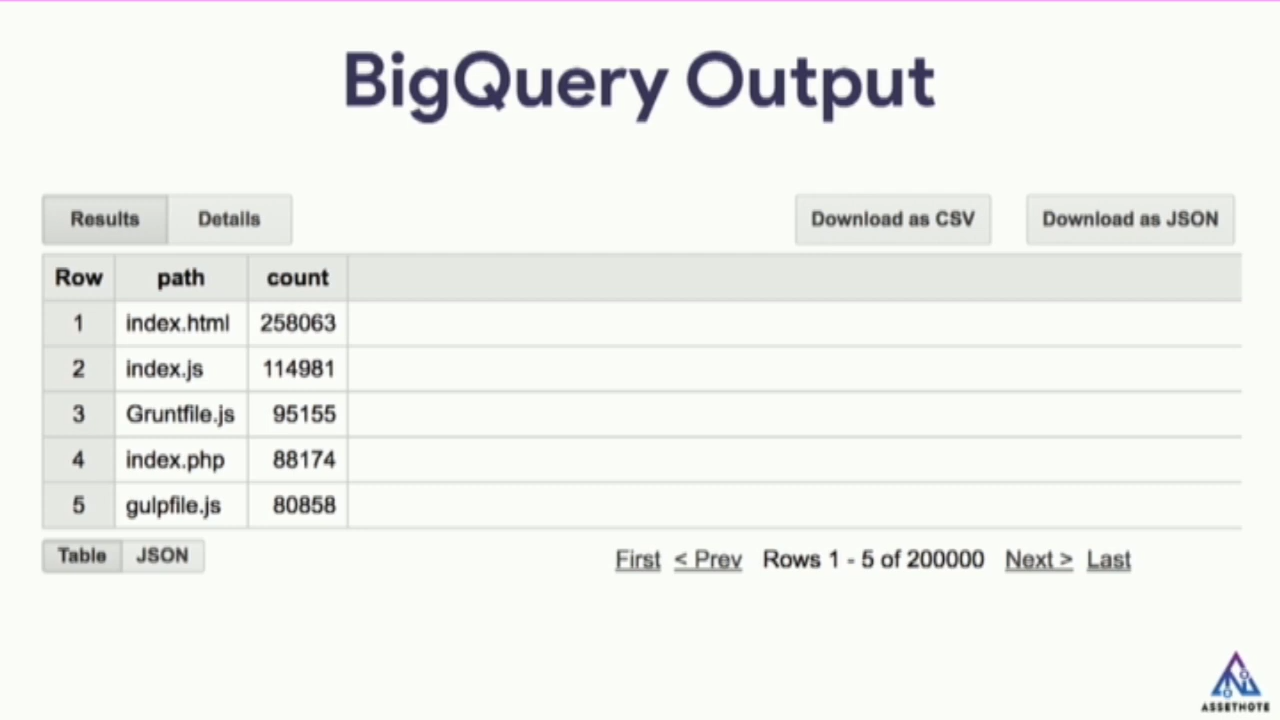 BigQuery Output
Results Details Download as CSV Download as JSON
Row path count
1 index.html 258063
2 index.js 114981
3 Gruntfile.js 95155
4 index.php 88174
5 gulpfile.js 80858
Table JSON First < Prev Rows 1 - 5 of 200000 Next > Last
ASSETNOTE